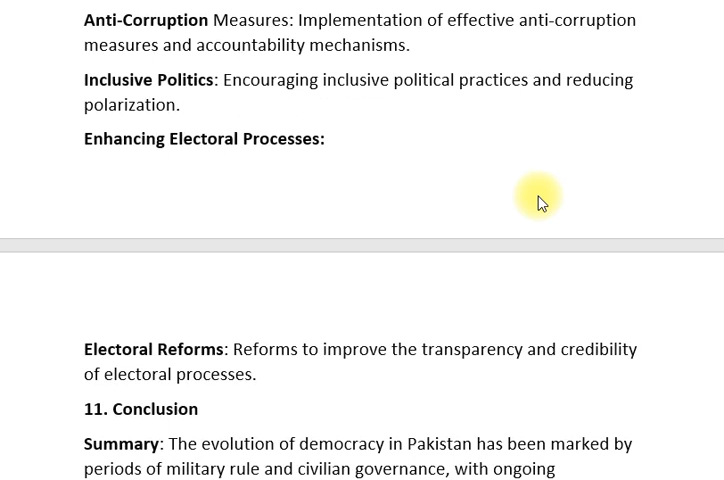 Anti-Corruption Measures: Implementation of effective anti-corruption
measures and accountability mechanisms.
Inclusive Politics: Encouraging inclusive political practices and reducing
polarization.
Enhancing Electoral Processes:
Electoral Reforms: Reforms to improve the transparency and credibility
of electoral processes.
11. Conclusion
Summary: The evolution of democracy in Pakistan has been marked by
periods of military rule and civilian governance, with ongoing